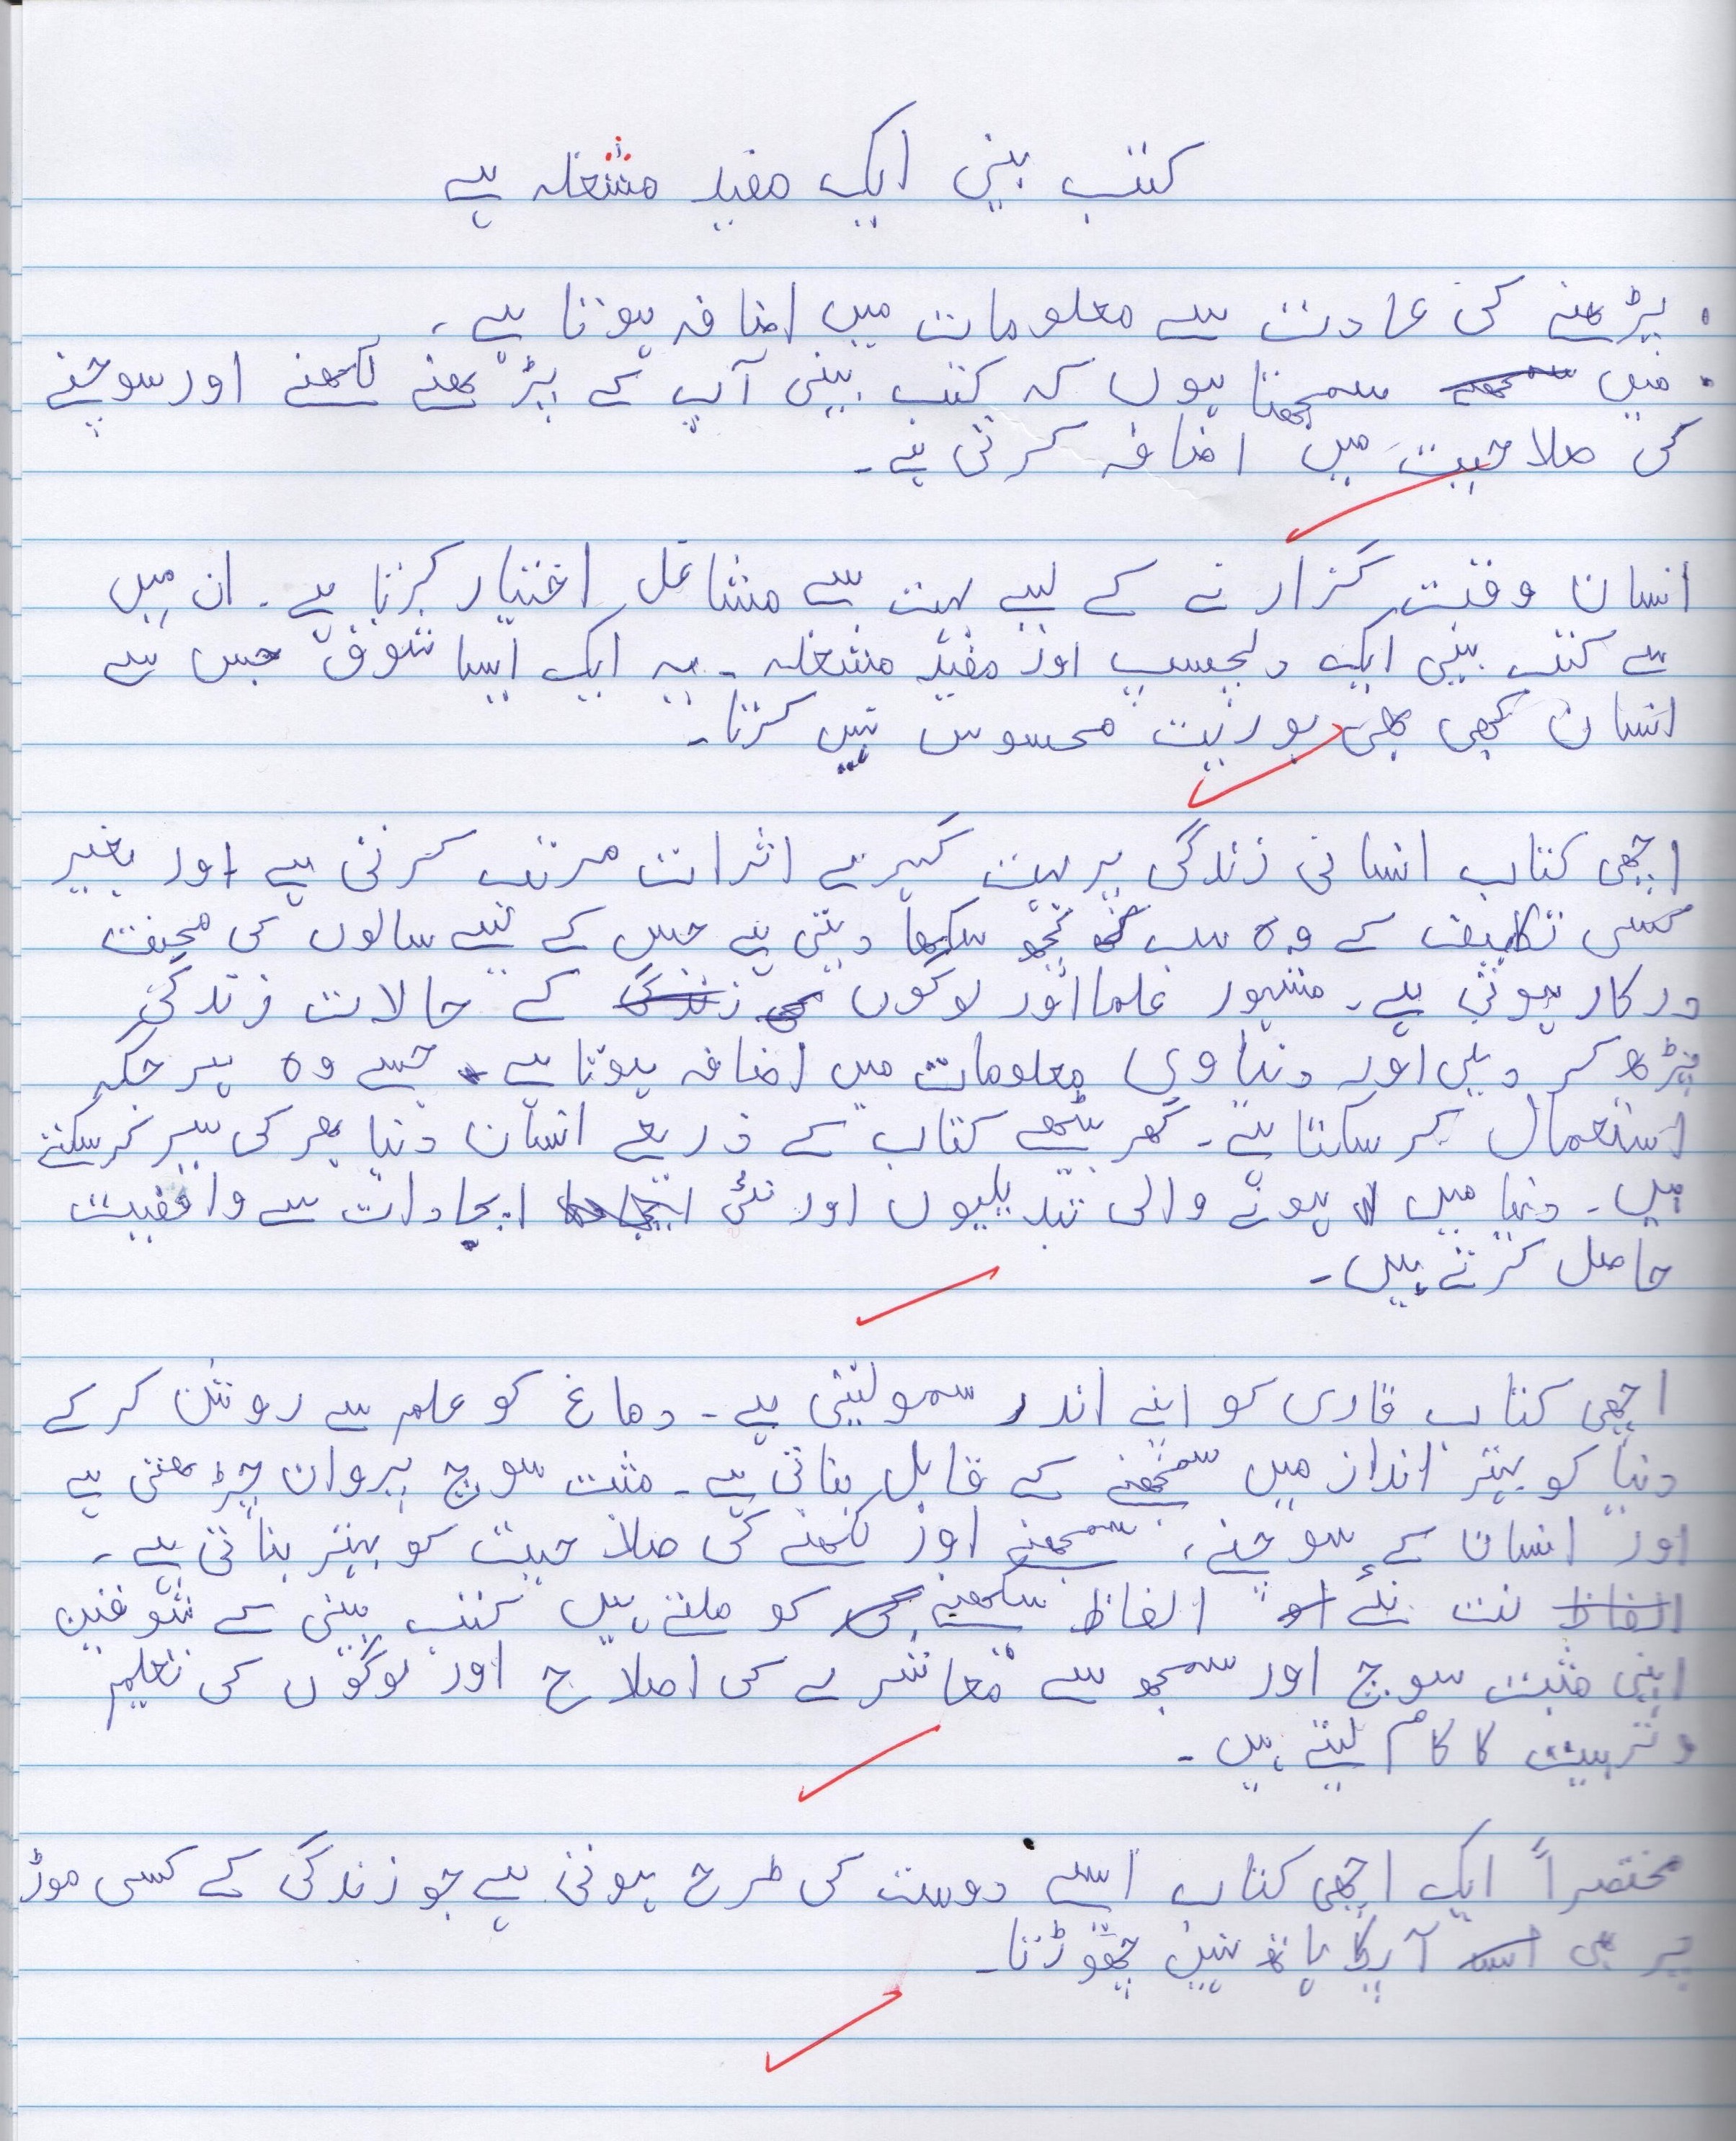 کتب بینی ایک مفید مشغلہ ہے
. پڑھنے کی عادت سے معلومات میں اضافہ ہوتا ہے۔
. میں سمجھتا ہوں کہ کتب بینی آپ کے پڑھنے لکھنے اور سوچنے
کی صلاحیت میں اضافہ کرتی ہے۔
انسان وقت گزارنے کے لیے بہت سے مشاغل اختیار کرتا ہے۔ ان میں
سے کتب بینی ایک دلچسپ اور مفید مشغلہ ۔ یہ ایک ایسا شوق جس سے
انسان کبھی بھی بوریت محسوس نہیں کرتا۔
اچھی کتاب انسانی زندگی پر بہت گہرے اثرات مرتب کرتی ہے اور بغیر
کسی تکلیف کے وہ سب کچھ سکھا دیتی ہے جس کے لیے سالوں کی محنت
درکار ہوتی ہے۔ مشہور علما اور لوگوں کے حالات زندگی
پڑھ کر دینی اور دنیاوی معلومات میں اضافہ ہوتا ہے۔ جسے وہ ہر جگہ
استعمال کر سکتا ہے۔ گھر بیٹھے کتاب کے ذریعے انسان دنیا بھر کی سیر کر سکتے
ہیں۔ دنیا میں ہونے والی تبدیلیوں اور نئی ایجادات سے واقفیت
حاصل کرتے ہیں۔
اچھی کتاب قاری کو اپنے اندر سمو لیتی ہے۔ دماغ کو علم سے روشن کر کے
دنیا کو بہتر انداز میں سمجھنے کے قابل بناتی ہے۔ مثبت سوچ پروان چڑھتی ہے
اور انسان کے سوچنے، سمجھنے اور لکھنے کی صلاحیت کو بہتر بناتی ہے۔
نت نئے الفاظ سیکھنے کو ملتے ہیں کتب بینی کے شوقین
اپنی مثبت سوچ اور سمجھ سے معاشرے کی اصلاح اور لوگوں کی تعلیم
و تربیت کا کام لیتے ہیں۔
مختصراً ایک اچھی کتاب ایسے دوست کی طرح ہوتی ہے جو زندگی کے کسی موڑ
پر بھی آپکا ہاتھ نہیں چھوڑتا۔